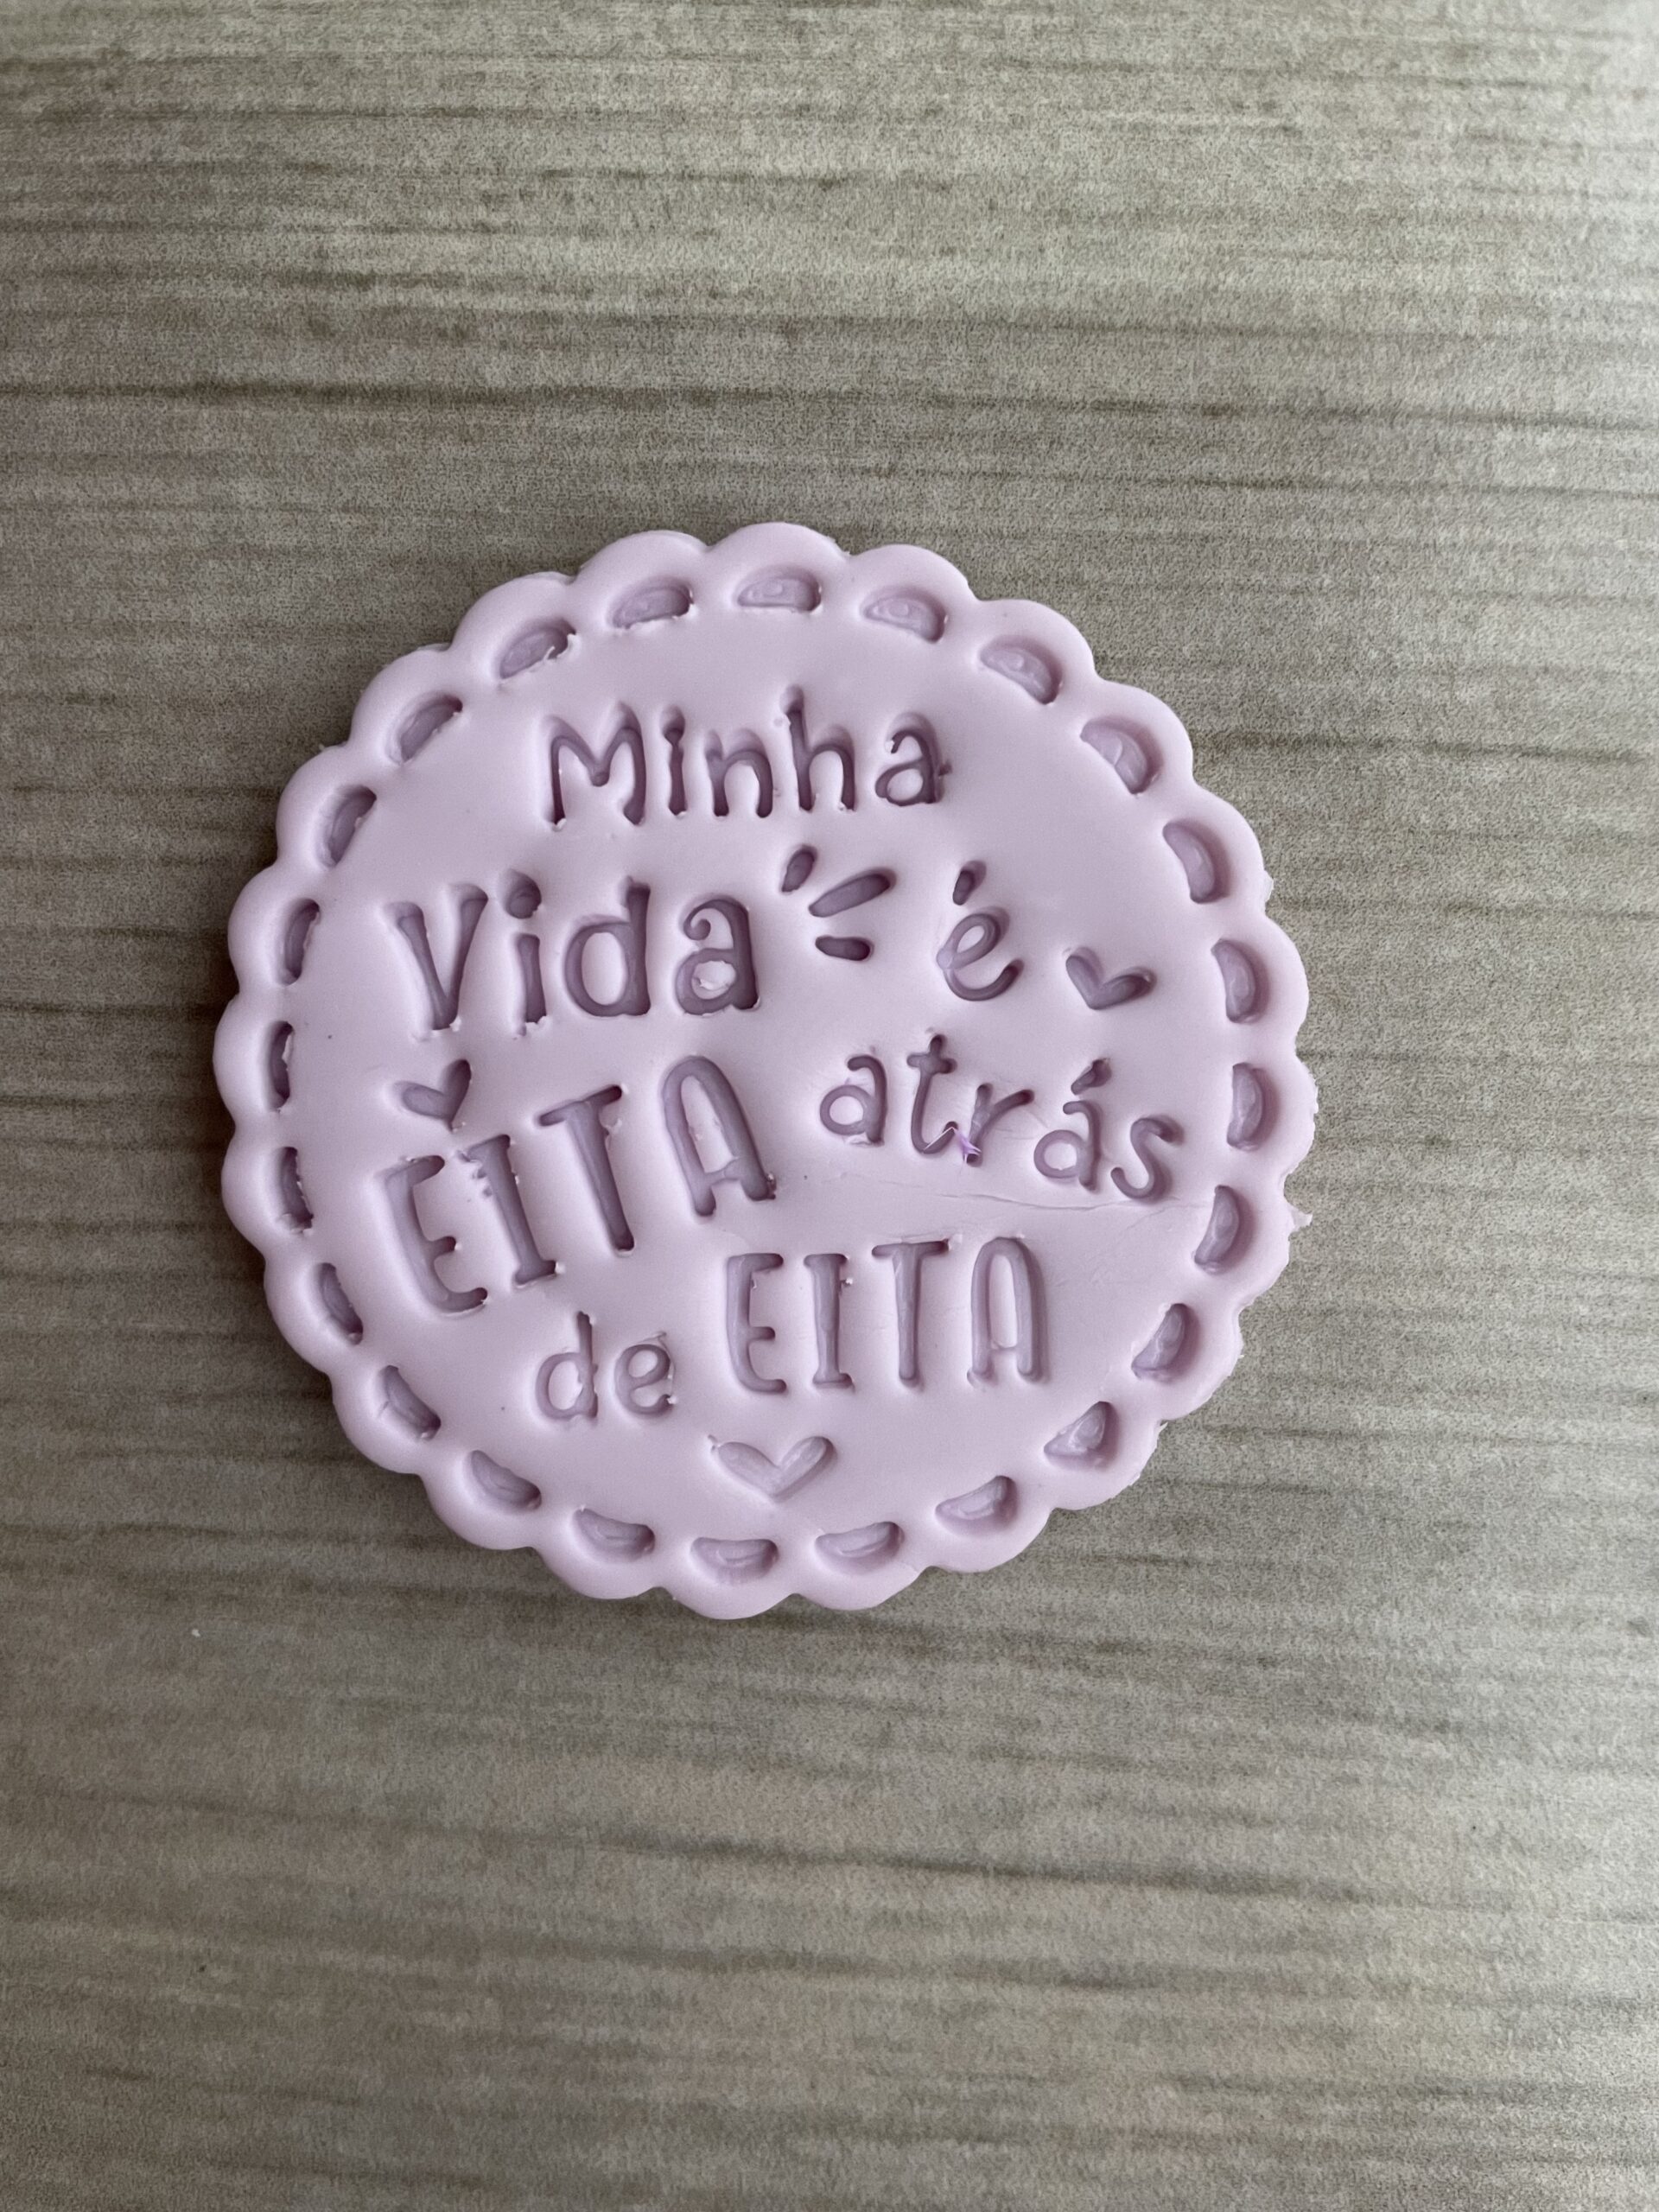 Minha
Vida é
EITA atrás
de EITA